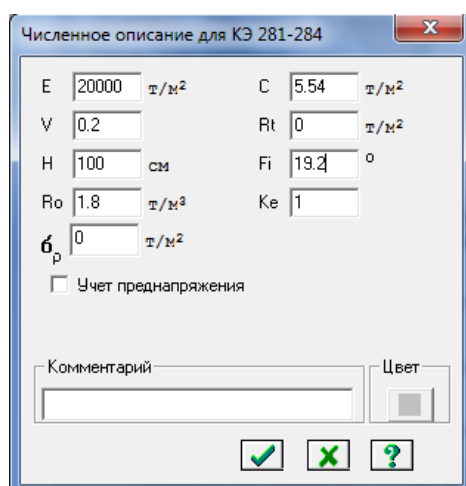 Численное описание для КЭ 281-284
E 20000 т/м² C 5.54 т/м²
V 0.2 Rt 0 т/м²
H 100 см Fi 19.2 °
Ro 1.8 т/м³ Ke 1
σρ 0 т/м²
Учет преднапряжения
Комментарий Цвет
?